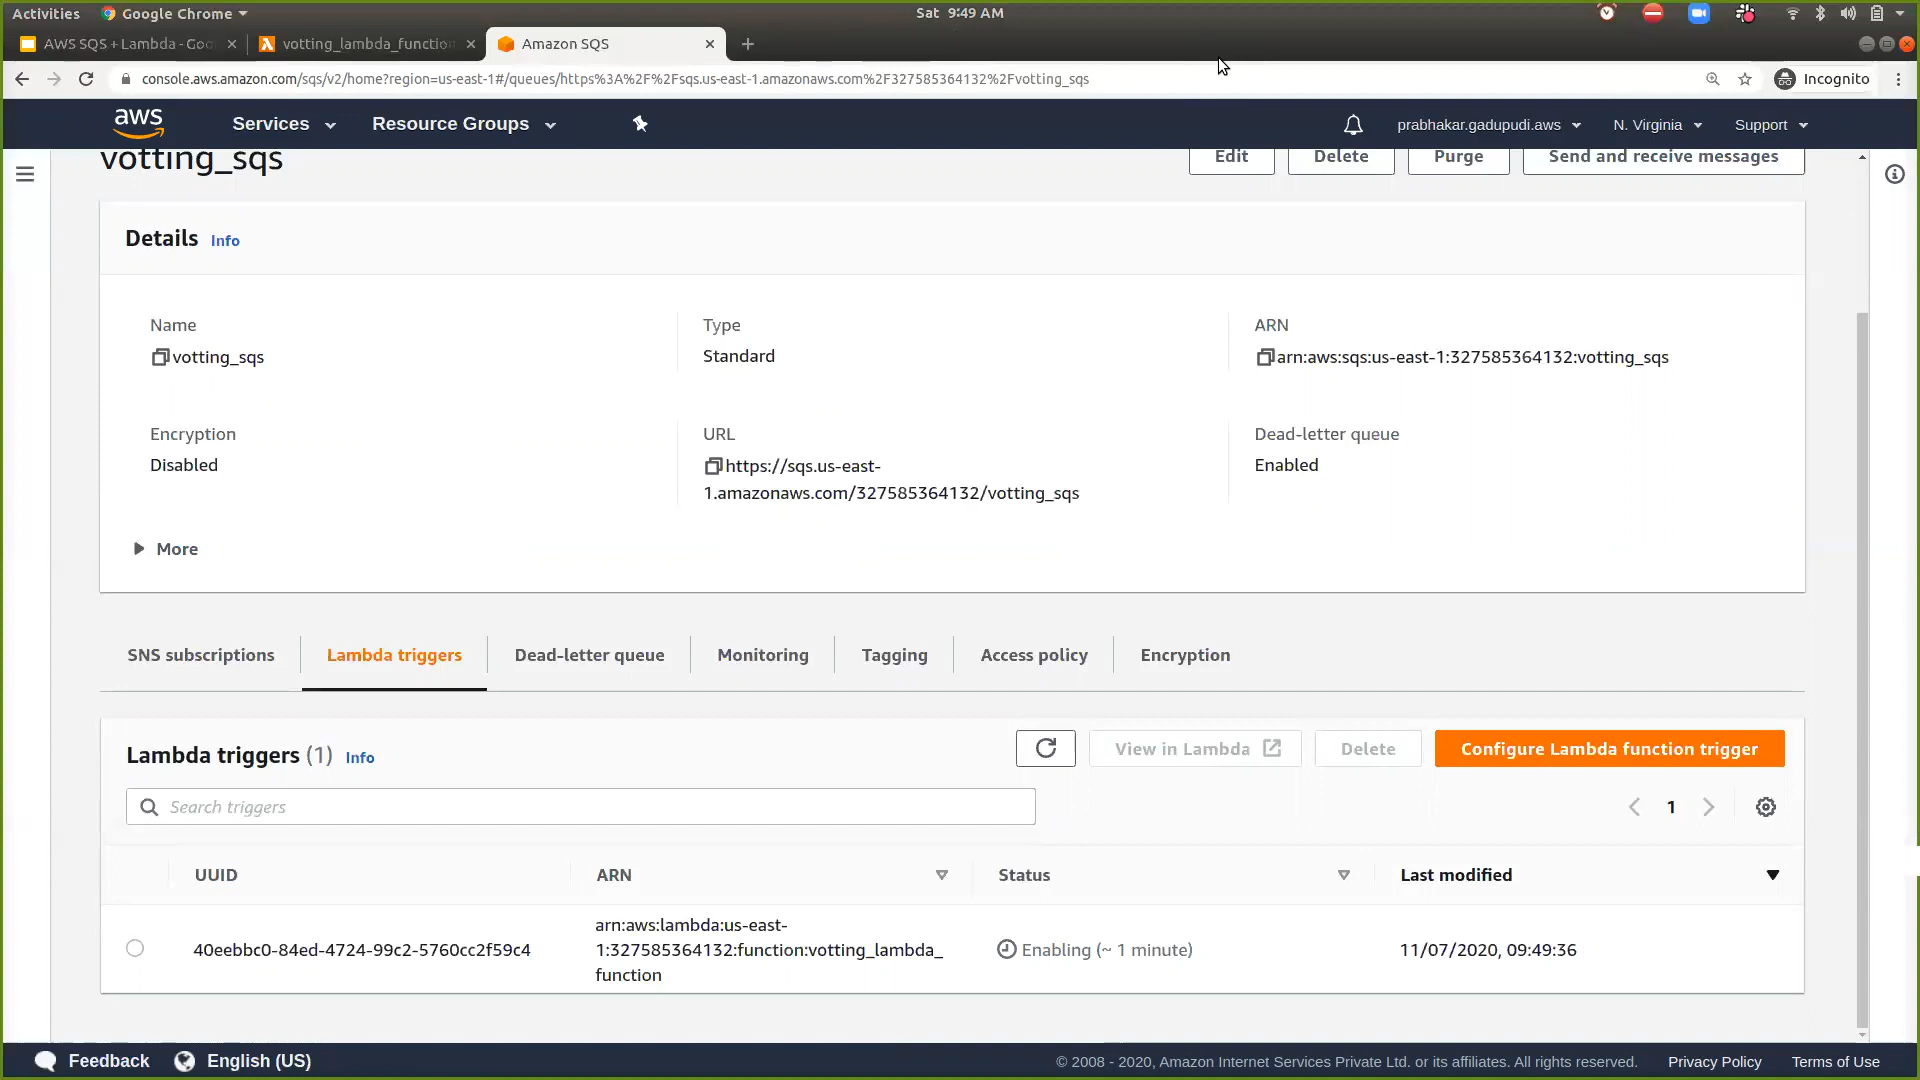 Activities Google Chrome Sat 9:49 AM
AWS SQS + Lambda - Goo votting_lambda_function Amazon SQS
console.aws.amazon.com/sqs/v2/home?region=us-east-1#/queues/https%3A%2F%2Fsqs.us-east-1.amazonaws.com%2F327585364132%2Fvotting_sqs Incognito
aws Services Resource Groups prabhakar.gadupudi.aws N. Virginia Support
votting_sqs Edit Delete Purge Send and receive messages
Details Info
Name Type ARN
votting_sqs Standard arn:aws:sqs:us-east-1:327585364132:votting_sqs
Encryption URL Dead-letter queue
Disabled https://sqs.us-east- Enabled
1.amazonaws.com/327585364132/votting_sqs
More
SNS subscriptions Lambda triggers Dead-letter queue Monitoring Tagging Access policy Encryption
Lambda triggers (1) Info View in Lambda Delete Configure Lambda function trigger
Search triggers 1
UUID ARN Status Last modified
arn:aws:lambda:us-east-
40eebbc0-84ed-4724-99c2-5760cc2f59c4 1:327585364132:function:votting_lambda_ Enabling (~ 1 minute) 11/07/2020, 09:49:36
function
Feedback English (US) © 2008 - 2020, Amazon Internet Services Private Ltd. or its affiliates. All rights reserved. Privacy Policy Terms of Use